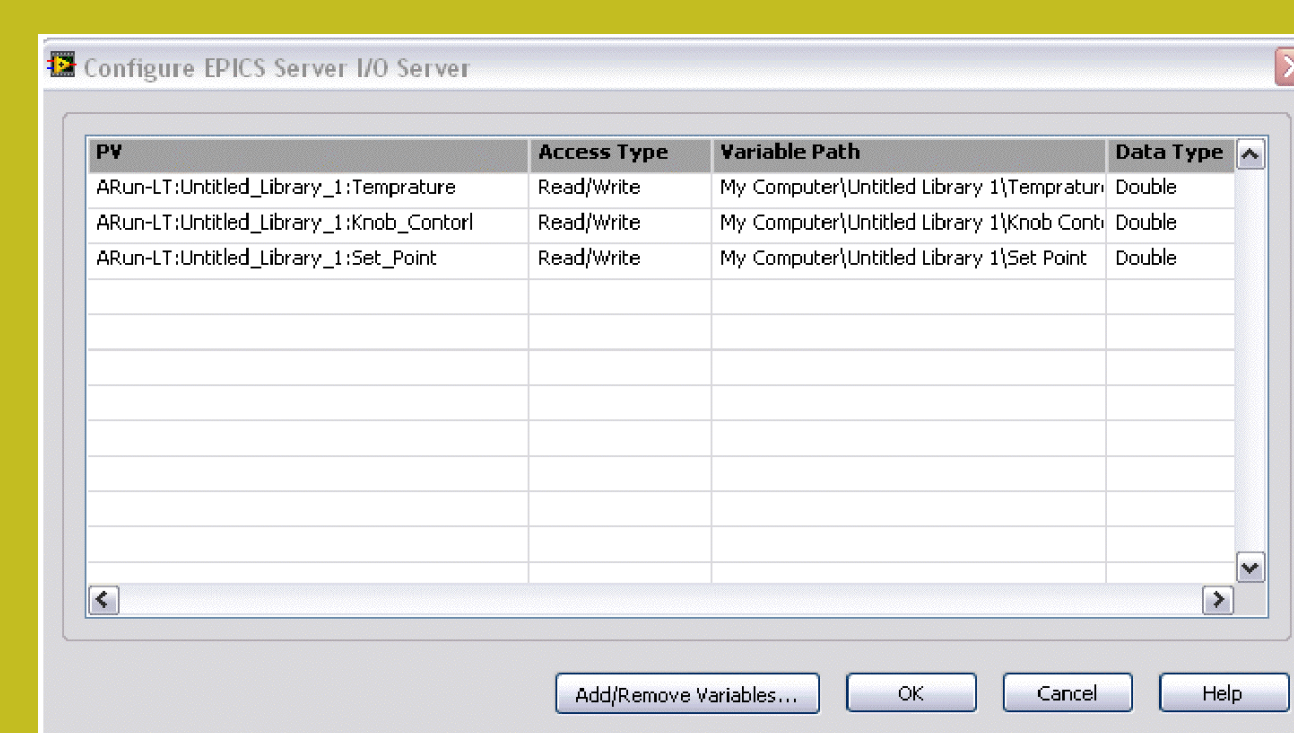 Configure EPICS Server I/O Server
PV Access Type Variable Path Data Type
ARun-LT:Untitled_Library_1:Temprature Read/Write My Computer\Untitled Library 1\Tempratur Double
ARun-LT:Untitled_Library_1:Knob_Contorl Read/Write My Computer\Untitled Library 1\Knob Cont Double
ARun-LT:Untitled_Library_1:Set_Point Read/Write My Computer\Untitled Library 1\Set Point Double
Add/Remove Variables... OK Cancel Help